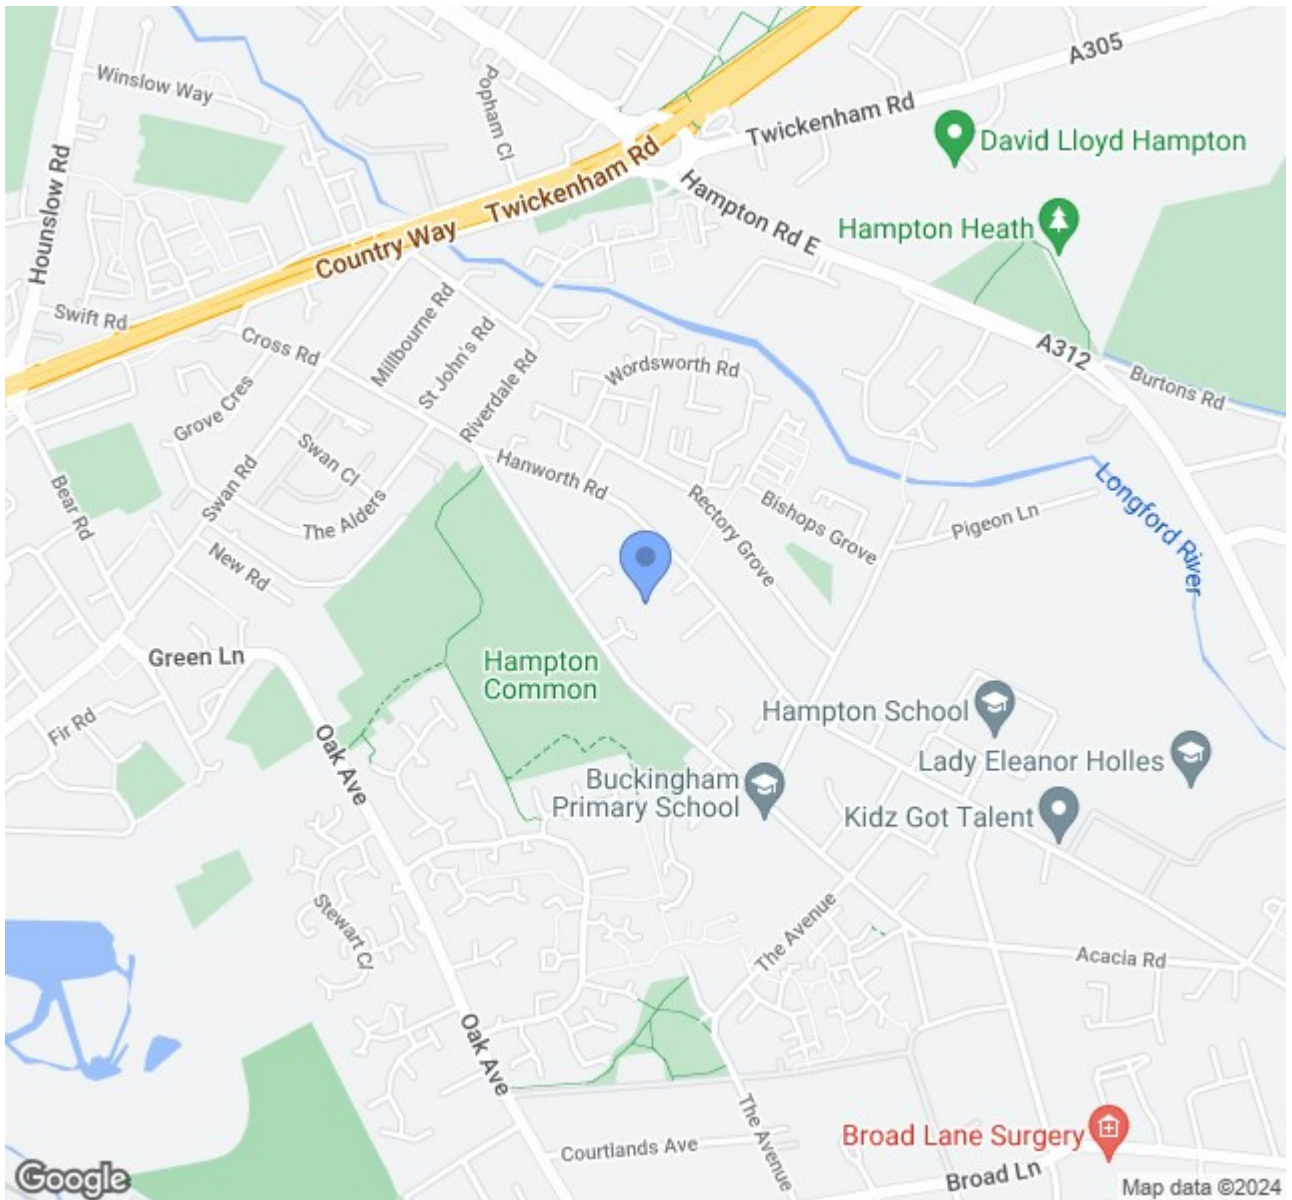 A305
Winslow Way
Popham Cl
Twickenham Rd
David Lloyd Hampton
Hounslow Rd
Twickenham Rd
Hampton Rd E
Hampton Heath
Country Way
Swift Rd
Cross Rd
Millbourne Rd
St John's Rd
Riverdale Rd
Wordsworth Rd
A312
Burtons Rd
Grove Cres
Swan Cl
Swan Rd
Hanworth Rd
Bear Rd
The Alders
Rectory Grove
Bishops Grove
Pigeon Ln
Longford River
New Rd
Green Ln
Hampton
Common
Fir Rd
Oak Ave
Hampton School
Lady Eleanor Holles
Buckingham
Primary School
Kidz Got Talent
Stewart Cl
The Avenue
Acacia Rd
Oak Ave
The Avenue
Courtlands Ave
Broad Lane Surgery
Broad Ln
Google
Map data ©2024